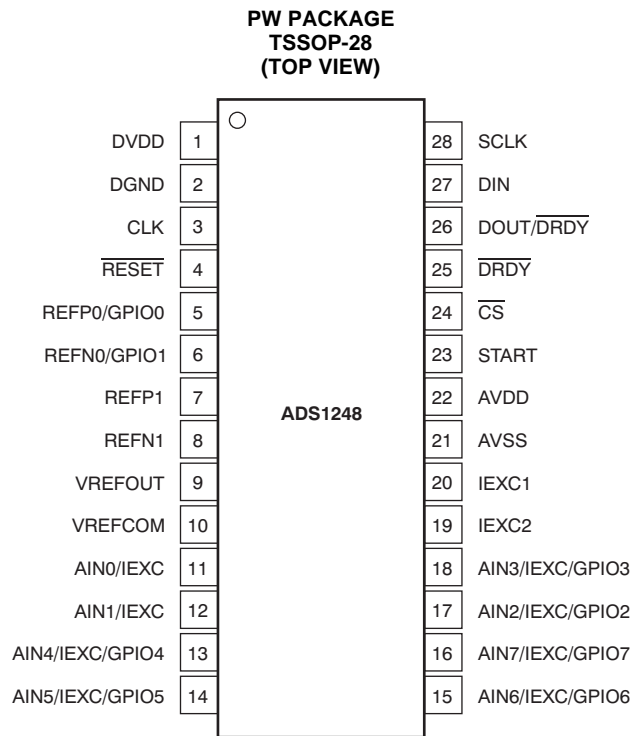 PW PACKAGE
TSSOP-28
(TOP VIEW)
DVDD 1 28 SCLK
DGND 2 27 DIN
CLK 3 26 DOUT/DRDY
RESET 4 25 DRDY
REFP0/GPIO0 5 24 CS
REFN0/GPIO1 6 23 START
REFP1 7 22 AVDD
ADS1248
REFN1 8 21 AVSS
VREFOUT 9 20 IEXC1
VREFCOM 10 19 IEXC2
AIN0/IEXC 11 18 AIN3/IEXC/GPIO3
AIN1/IEXC 12 17 AIN2/IEXC/GPIO2
AIN4/IEXC/GPIO4 13 16 AIN7/IEXC/GPIO7
AIN5/IEXC/GPIO5 14 15 AIN6/IEXC/GPIO6